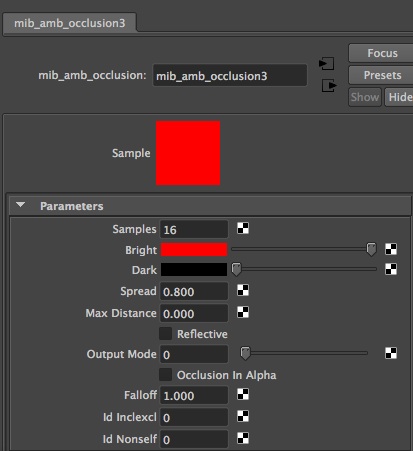 mib_amb_occlusion3
Focus
mib_amb_occlusion: mib_amb_occlusion3
Presets
Show Hide
Sample
Parameters
Samples 16
Bright
Dark
Spread 0.800
Max Distance 0.000
Reflective
Output Mode 0
Occlusion In Alpha
Falloff 1.000
Id Inclexcl 0
Id Nonself 0